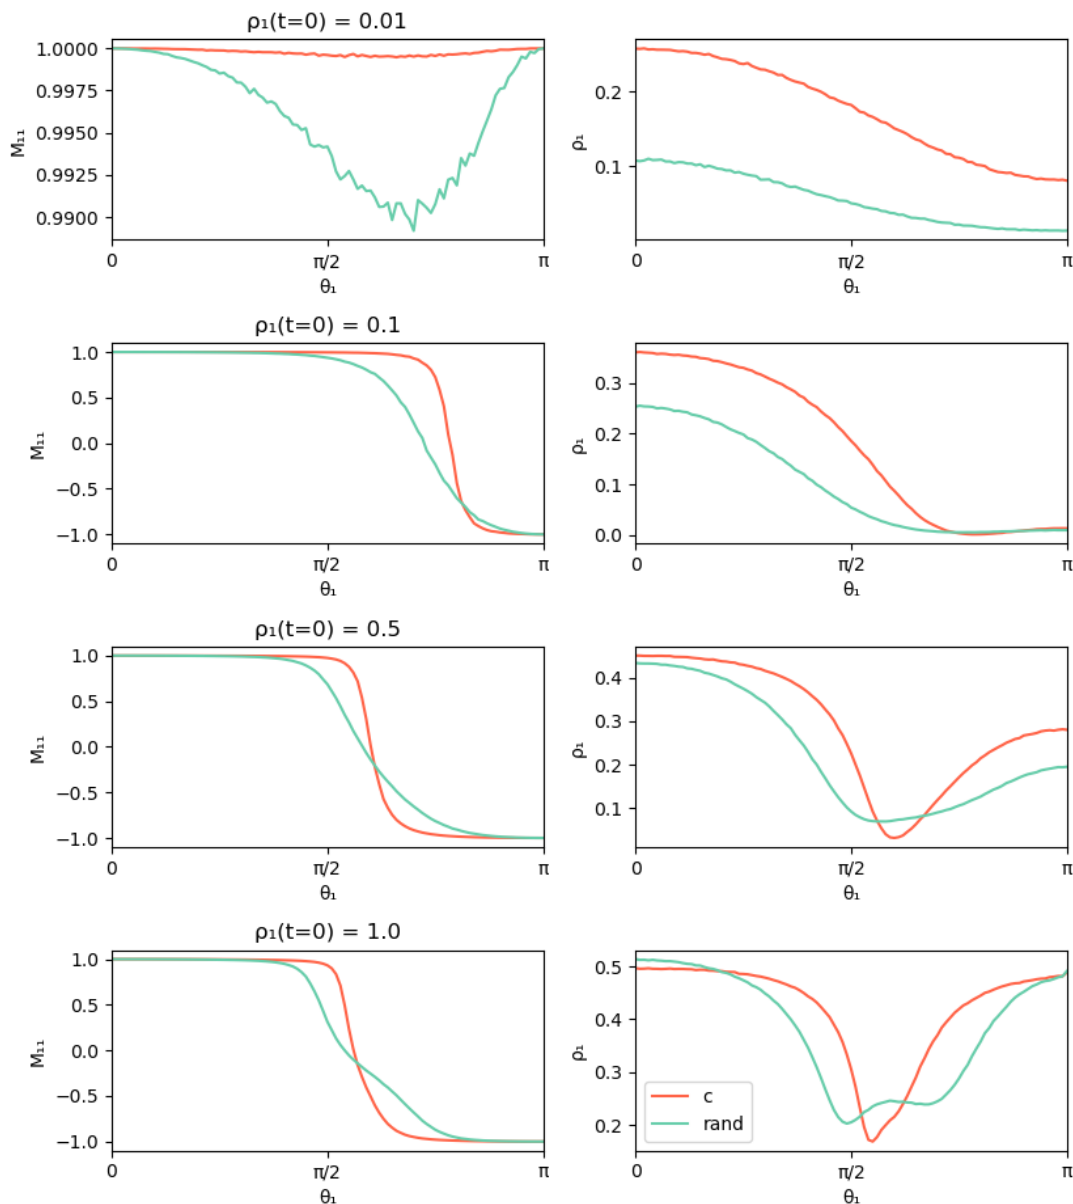 ρ₁(t=0) = 0.01
M₁₁
1.0000
0.9975
0.9950
0.9925
0.9900
0 π/2 π
θ₁
ρ₁
0.2
0.1
0 π/2 π
θ₁
ρ₁(t=0) = 0.1
M₁₁
1.0
0.5
0.0
−0.5
−1.0
0 π/2 π
θ₁
ρ₁
0.3
0.2
0.1
0.0
0 π/2 π
θ₁
ρ₁(t=0) = 0.5
M₁₁
1.0
0.5
0.0
−0.5
−1.0
0 π/2 π
θ₁
ρ₁
0.4
0.3
0.2
0.1
0 π/2 π
θ₁
ρ₁(t=0) = 1.0
M₁₁
1.0
0.5
0.0
−0.5
−1.0
0 π/2 π
θ₁
ρ₁
0.5
0.4
0.3
0.2
c
rand
0 π/2 π
θ₁